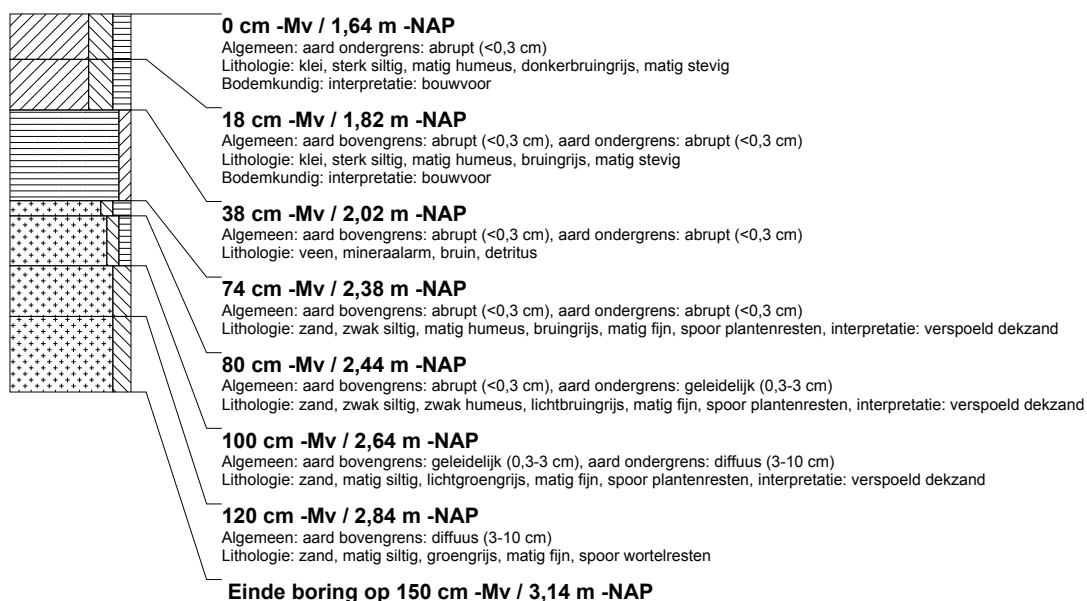 0 cm -Mv / 1,64 m -NAP
Algemeen: aard ondergrens: abrupt (<0,3 cm)
Lithologie: klei, sterk siltig, matig humeus, donkerbruingrijs, matig stevig
Bodemkundig: interpretatie: bouwvoor
18 cm -Mv / 1,82 m -NAP
Algemeen: aard bovengrens: abrupt (<0,3 cm), aard ondergrens: abrupt (<0,3 cm)
Lithologie: klei, sterk siltig, matig humeus, bruingrijs, matig stevig
Bodemkundig: interpretatie: bouwvoor
38 cm -Mv / 2,02 m -NAP
Algemeen: aard bovengrens: abrupt (<0,3 cm), aard ondergrens: abrupt (<0,3 cm)
Lithologie: veen, mineraalarm, bruin, detritus
74 cm -Mv / 2,38 m -NAP
Algemeen: aard bovengrens: abrupt (<0,3 cm), aard ondergrens: abrupt (<0,3 cm)
Lithologie: zand, zwak siltig, matig humeus, bruingrijs, matig fijn, spoor plantenresten, interpretatie: verspoeld dekzand
80 cm -Mv / 2,44 m -NAP
Algemeen: aard bovengrens: abrupt (<0,3 cm), aard ondergrens: geleidelijk (0,3-3 cm)
Lithologie: zand, zwak siltig, zwak humeus, lichtbruingrijs, matig fijn, spoor plantenresten, interpretatie: verspoeld dekzand
100 cm -Mv / 2,64 m -NAP
Algemeen: aard bovengrens: geleidelijk (0,3-3 cm), aard ondergrens: diffuus (3-10 cm)
Lithologie: zand, matig siltig, lichtgroengrijs, matig fijn, spoor plantenresten, interpretatie: verspoeld dekzand
120 cm -Mv / 2,84 m -NAP
Algemeen: aard bovengrens: diffuus (3-10 cm)
Lithologie: zand, matig siltig, groengrijs, matig fijn, spoor wortelresten
Einde boring op 150 cm -Mv / 3,14 m -NAP